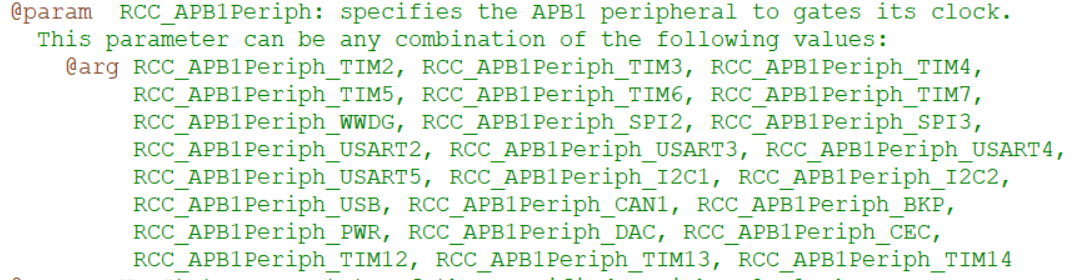 @param RCC_APB1Periph: specifies the APB1 peripheral to gates its clock.
This parameter can be any combination of the following values:
@arg RCC_APB1Periph_TIM2, RCC_APB1Periph_TIM3, RCC_APB1Periph_TIM4,
RCC_APB1Periph_TIM5, RCC_APB1Periph_TIM6, RCC_APB1Periph_TIM7,
RCC_APB1Periph_WWDG, RCC_APB1Periph_SPI2, RCC_APB1Periph_SPI3,
RCC_APB1Periph_USART2, RCC_APB1Periph_USART3, RCC_APB1Periph_USART4,
RCC_APB1Periph_USART5, RCC_APB1Periph_I2C1, RCC_APB1Periph_I2C2,
RCC_APB1Periph_USB, RCC_APB1Periph_CAN1, RCC_APB1Periph_BKP,
RCC_APB1Periph_PWR, RCC_APB1Periph_DAC, RCC_APB1Periph_CEC,
RCC_APB1Periph_TIM12, RCC_APB1Periph_TIM13, RCC_APB1Periph_TIM14